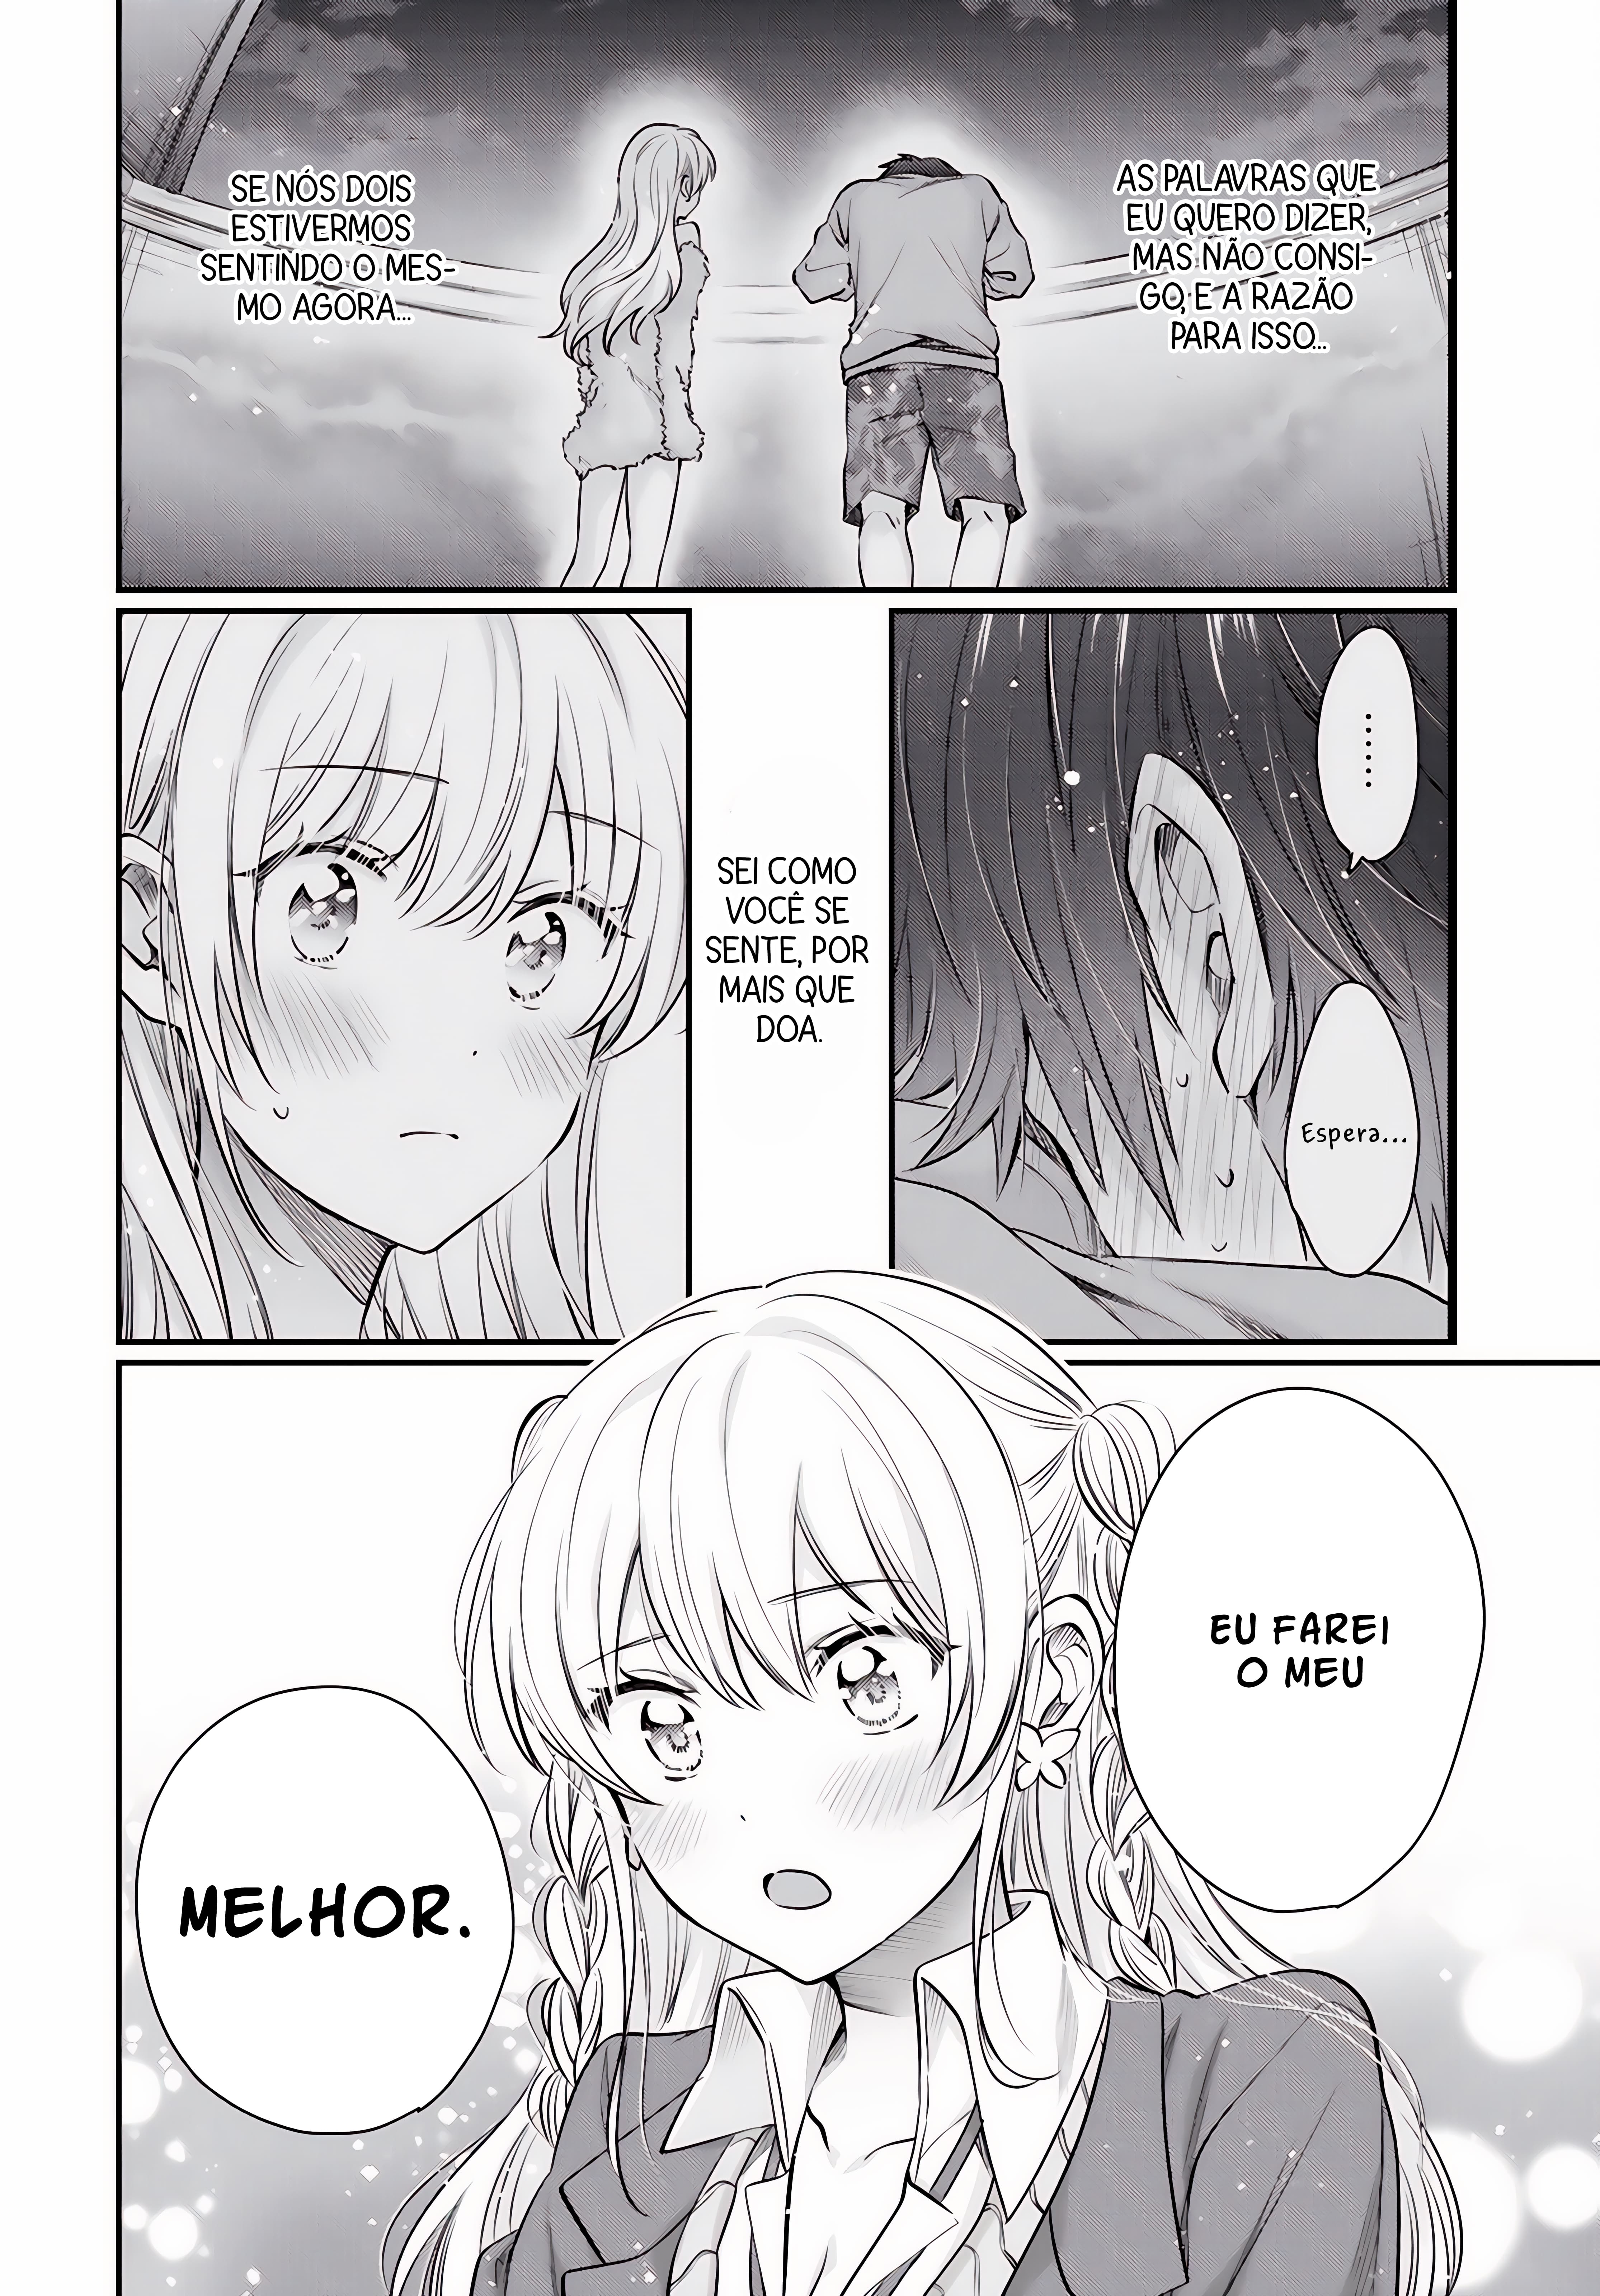 AS PALAVRAS QUE
EU QUERO DIZER,
MAS NÃO CONSI-
GO, E A RAZÃO
PARA ISSO...
SE NÓS DOIS
ESTIVERMOS
SENTINDO O MES-
MO AGORA...
......
Espera...
SEI COMO
VOCÊ SE
SENTE, POR
MAIS QUE
DOA.
EU FAREI
O MEU
MELHOR.